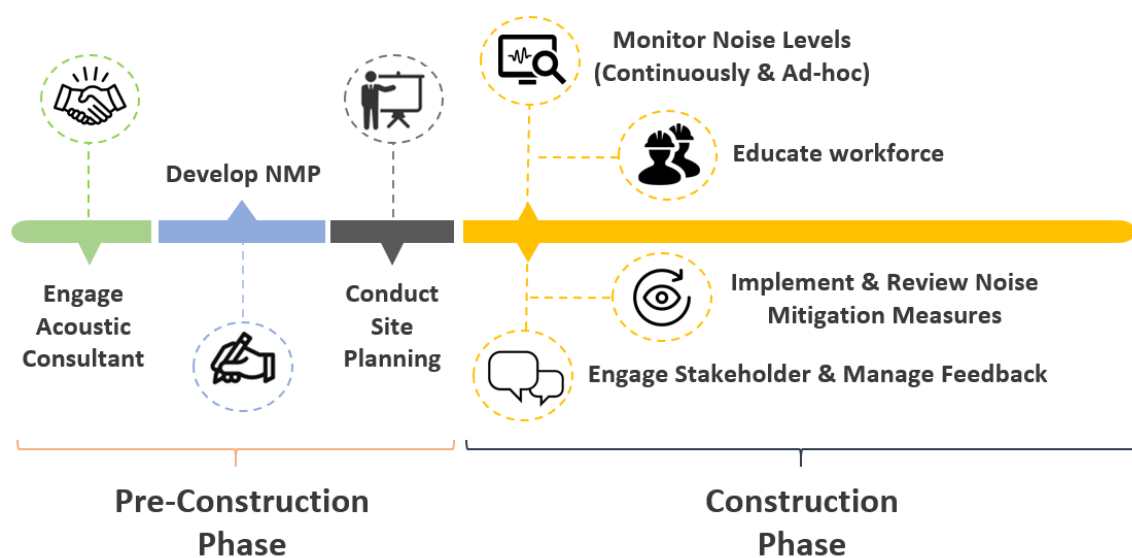 Monitor Noise Levels
(Continuously & Ad-hoc)
Educate workforce
Develop NMP
Engage
Acoustic
Consultant
Conduct
Site
Planning
Implement & Review Noise
Mitigation Measures
Engage Stakeholder & Manage Feedback
Pre-Construction
Phase
Construction
Phase